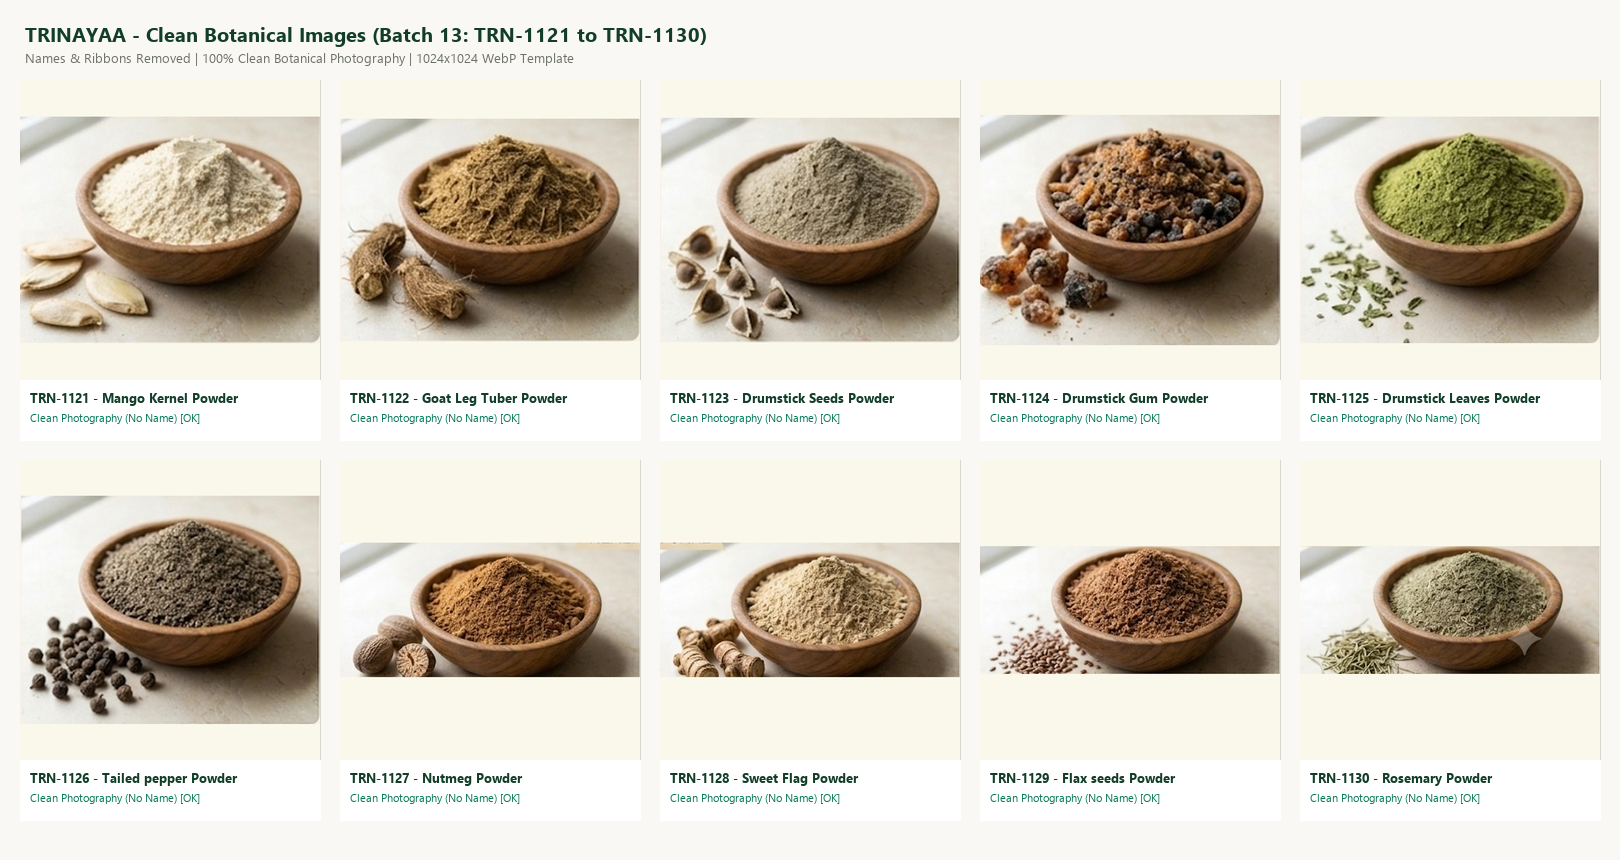 TRINAYAA - Clean Botanical Images (Batch 13: TRN-1121 to TRN-1130)
Names & Ribbons Removed | 100% Clean Botanical Photography | 1024x1024 WebP Template
TRN-1121 - Mango Kernel Powder
Clean Photography (No Name) [OK]
TRN-1122 - Goat Leg Tuber Powder
Clean Photography (No Name) [OK]
TRN-1123 - Drumstick Seeds Powder
Clean Photography (No Name) [OK]
TRN-1124 - Drumstick Gum Powder
Clean Photography (No Name) [OK]
TRN-1125 - Drumstick Leaves Powder
Clean Photography (No Name) [OK]
TRN-1126 - Tailed pepper Powder
Clean Photography (No Name) [OK]
TRN-1127 - Nutmeg Powder
Clean Photography (No Name) [OK]
TRN-1128 - Sweet Flag Powder
Clean Photography (No Name) [OK]
TRN-1129 - Flax seeds Powder
Clean Photography (No Name) [OK]
TRN-1130 - Rosemary Powder
Clean Photography (No Name) [OK]